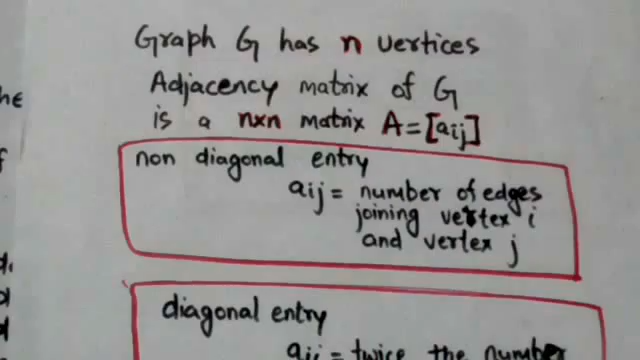 Graph G has n vertices
Adjacency matrix of G
is a nxn matrix A=[aij]
non diagonal entry
aij = number of edges
joining vertex i
and vertex j
diagonal entry
aii = twice the number